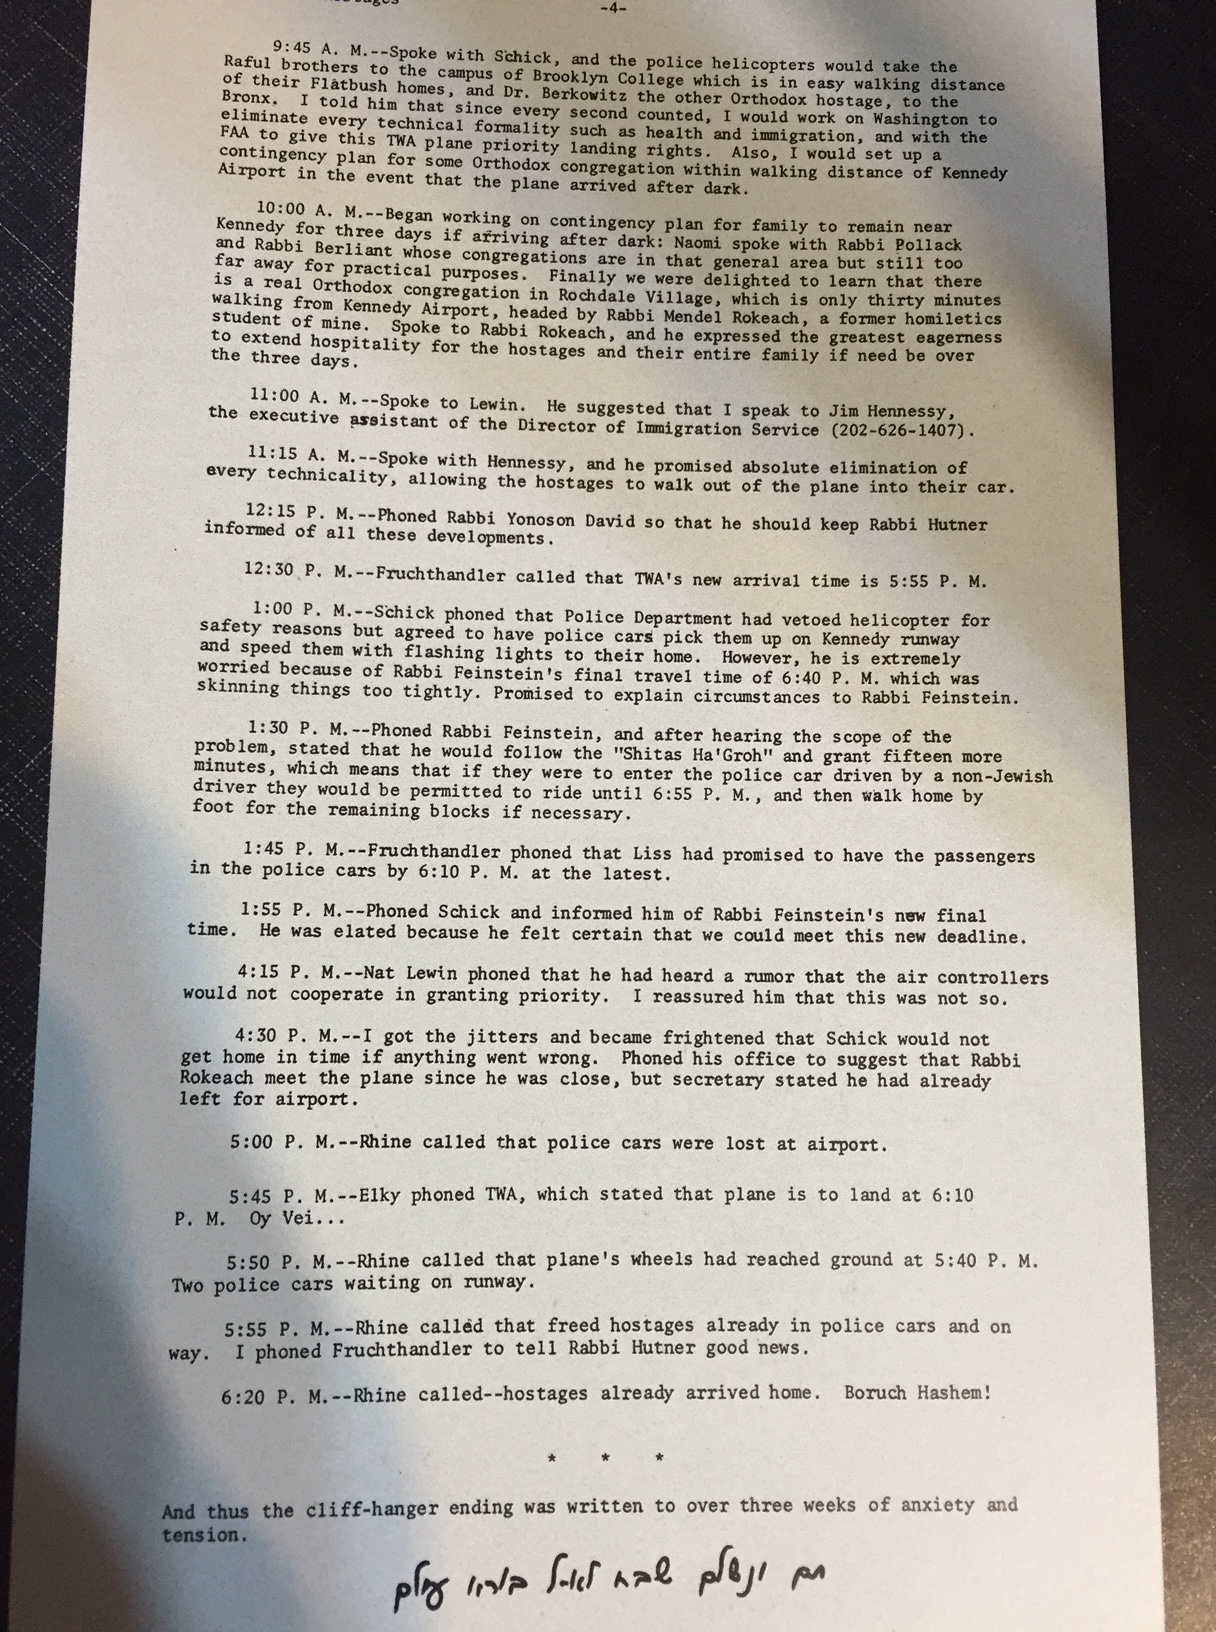 -4-
9:45 A. M.--Spoke with Schick, and the police helicopters would take the
Raful brothers to the campus of Brooklyn College which is in easy walking distance
of their Flatbush homes, and Dr. Berkowitz the other Orthodox hostage, to the
Bronx. I told him that since every second counted, I would work on Washington to
eliminate every technical formality such as health and immigration, and with the
FAA to give this TWA plane priority landing rights. Also, I would set up a
contingency plan for some Orthodox congregation within walking distance of Kennedy
Airport in the event that the plane arrived after dark.
10:00 A. M.--Began working on contingency plan for family to remain near
Kennedy for three days if arriving after dark: Naomi spoke with Rabbi Pollack
and Rabbi Berliant whose congregations are in that general area but still too
far away for practical purposes. Finally we were delighted to learn that there
is a real Orthodox congregation in Rochdale Village, which is only thirty minutes
walking from Kennedy Airport, headed by Rabbi Mendel Rokeach, a former homiletics
student of mine. Spoke to Rabbi Rokeach, and he expressed the greatest eagerness
to extend hospitality for the hostages and their entire family if need be over
the three days.
11:00 A. M.--Spoke to Lewin. He suggested that I speak to Jim Hennessy,
the executive assistant of the Director of Immigration Service (202-626-1407).
11:15 A. M.--Spoke with Hennessy, and he promised absolute elimination of
every technicality, allowing the hostages to walk out of the plane into their car.
12:15 P. M.--Phoned Rabbi Yonoson David so that he should keep Rabbi Hutner
informed of all these developments.
12:30 P. M.--Fruchthandler called that TWA's new arrival time is 5:55 P. M.
1:00 P. M.--Schick phoned that Police Department had vetoed helicopter for
safety reasons but agreed to have police cars pick them up on Kennedy runway
and speed them with flashing lights to their home. However, he is extremely
worried because of Rabbi Feinstein's final travel time of 6:40 P. M. which was
skinning things too tightly. Promised to explain circumstances to Rabbi Feinstein.
1:30 P. M.--Phoned Rabbi Feinstein, and after hearing the scope of the
problem, stated that he would follow the "Shitas Ha'Groh" and grant fifteen more
minutes, which means that if they were to enter the police car driven by a non-Jewish
driver they would be permitted to ride until 6:55 P. M., and then walk home by
foot for the remaining blocks if necessary.
1:45 P. M.--Fruchthandler phoned that Liss had promised to have the passengers
in the police cars by 6:10 P. M. at the latest.
1:55 P. M.--Phoned Schick and informed him of Rabbi Feinstein's new final
time. He was elated because he felt certain that we could meet this new deadline.
4:15 P. M.--Nat Lewin phoned that he had heard a rumor that the air controllers
would not cooperate in granting priority. I reassured him that this was not so.
4:30 P. M.--I got the jitters and became frightened that Schick would not
get home in time if anything went wrong. Phoned his office to suggest that Rabbi
Rokeach meet the plane since he was close, but secretary stated he had already
left for airport.
5:00 P. M.--Rhine called that police cars were lost at airport.
5:45 P. M.--Elky phoned TWA, which stated that plane is to land at 6:10
P. M. Oy Vei...
5:50 P. M.--Rhine called that plane's wheels had reached ground at 5:40 P. M.
Two police cars waiting on runway.
5:55 P. M.--Rhine called that freed hostages already in police cars and on
way. I phoned Fruchthandler to tell Rabbi Hutner good news.
6:20 P. M.--Rhine called--hostages already arrived home. Boruch Hashem!
* * *
And thus the cliff-hanger ending was written to over three weeks of anxiety and
tension.
תם ונשלם שבח לאל בורא עולם